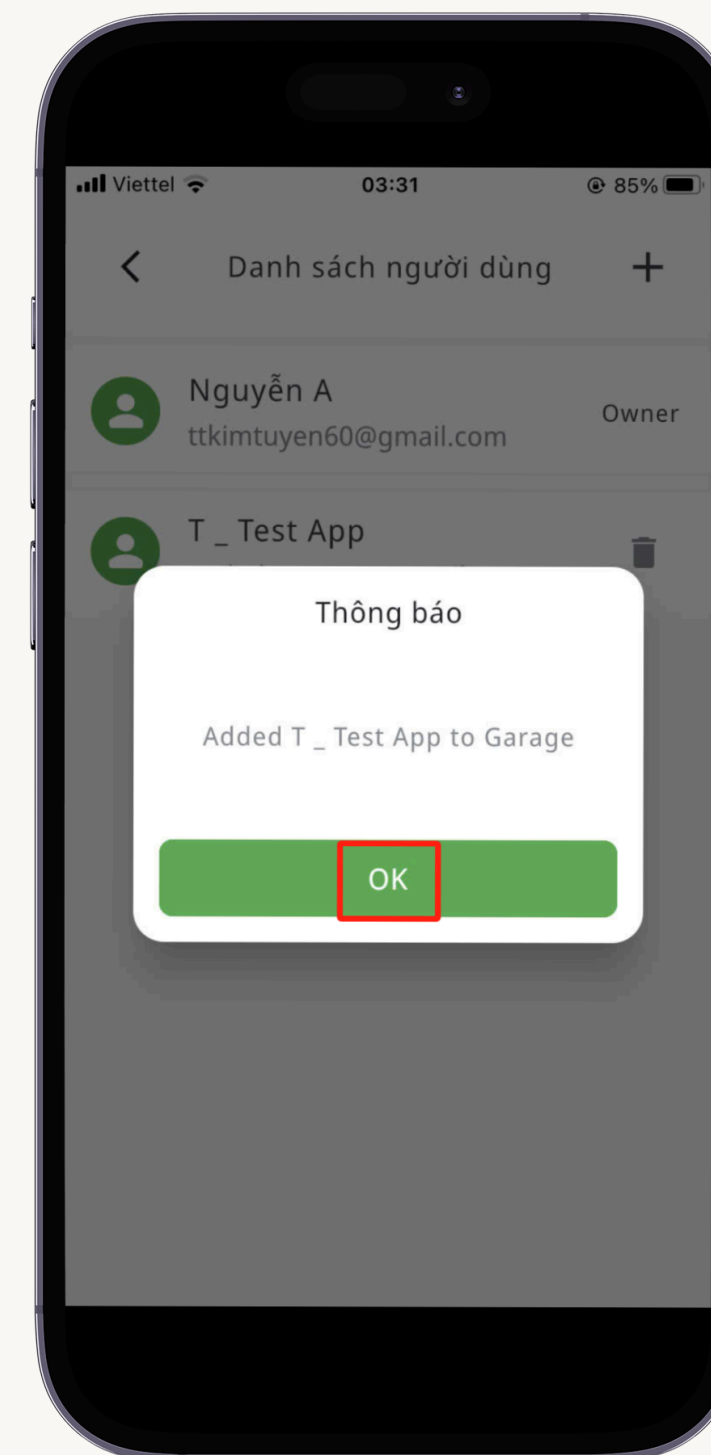 Viettel
03:31
85%
Danh sách người dùng
Nguyễn A
ttkimtuyen60@gmail.com
Owner
T _ Test App
Thông báo
Added T _ Test App to Garage
OK